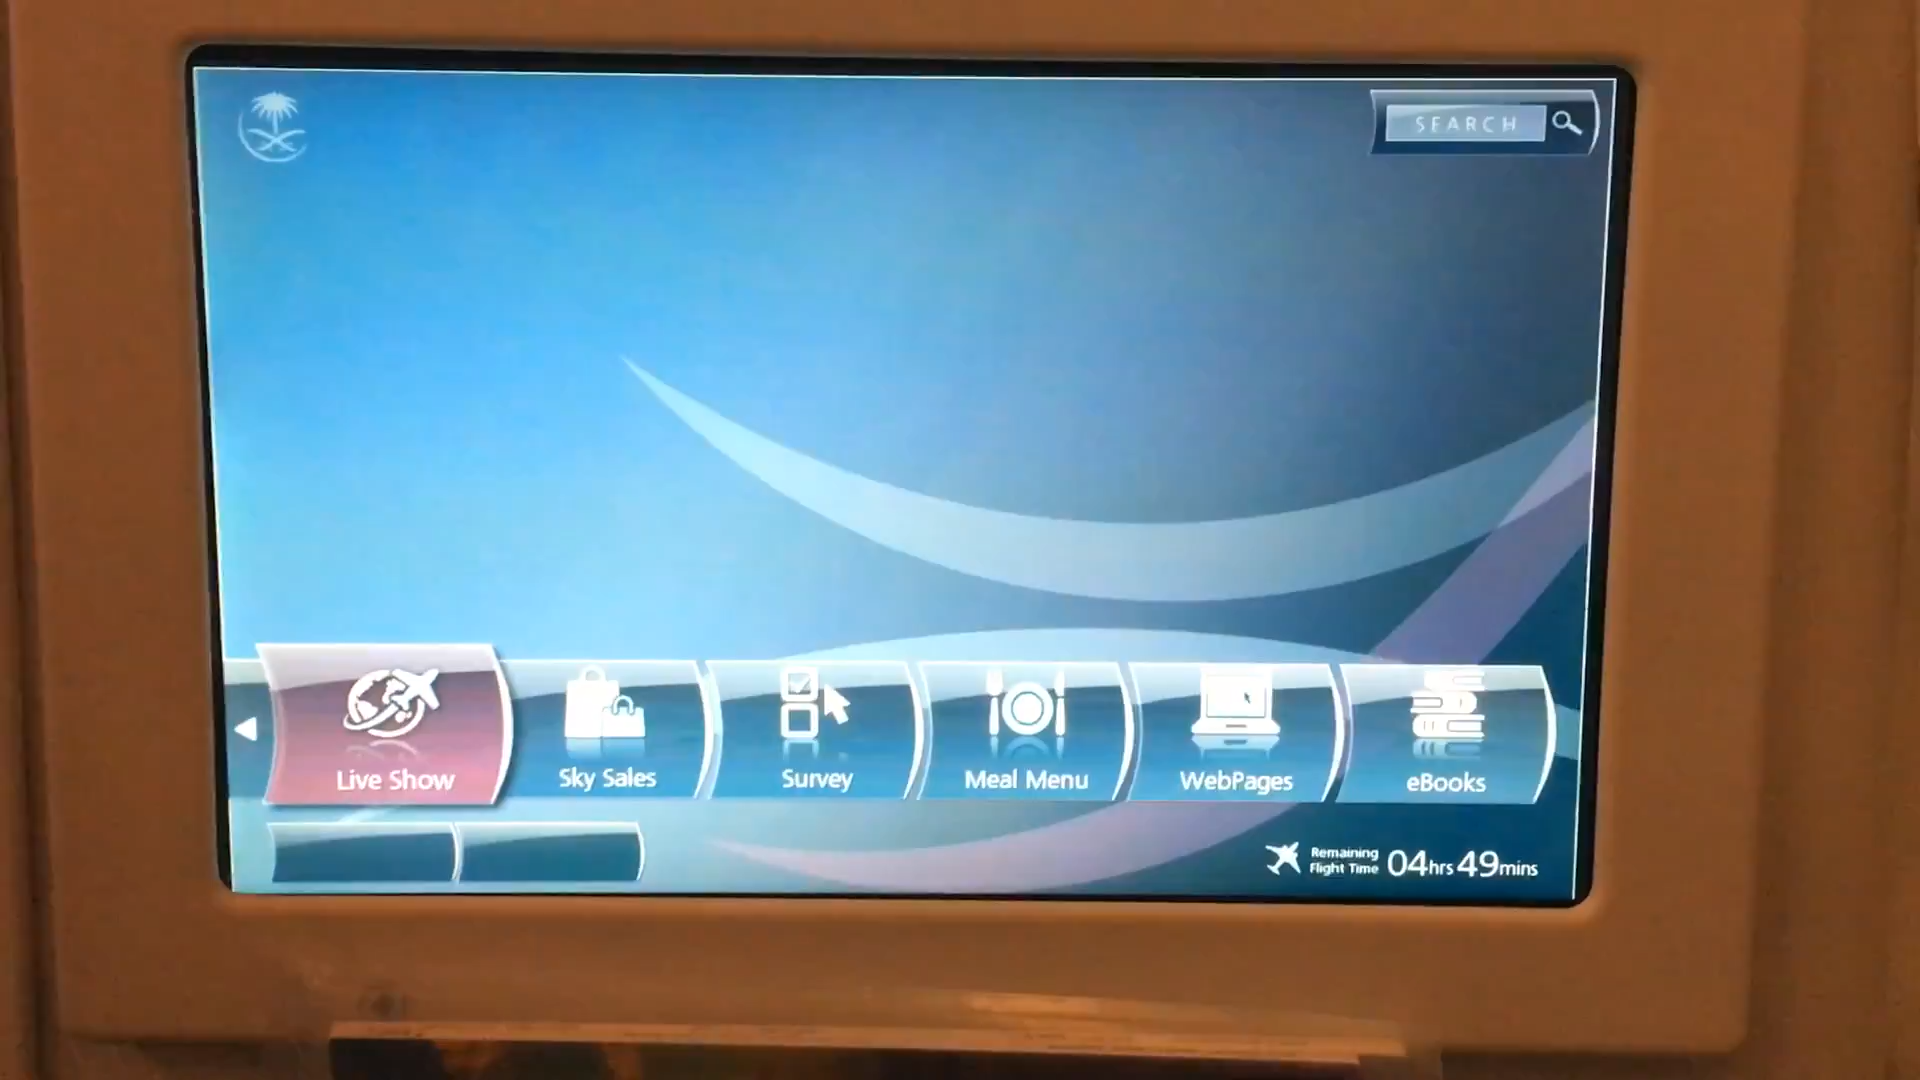 SEARCH
Live Show
Sky Sales
Survey
Meal Menu
WebPages
eBooks
Remaining
Flight Time
04hrs 49mins